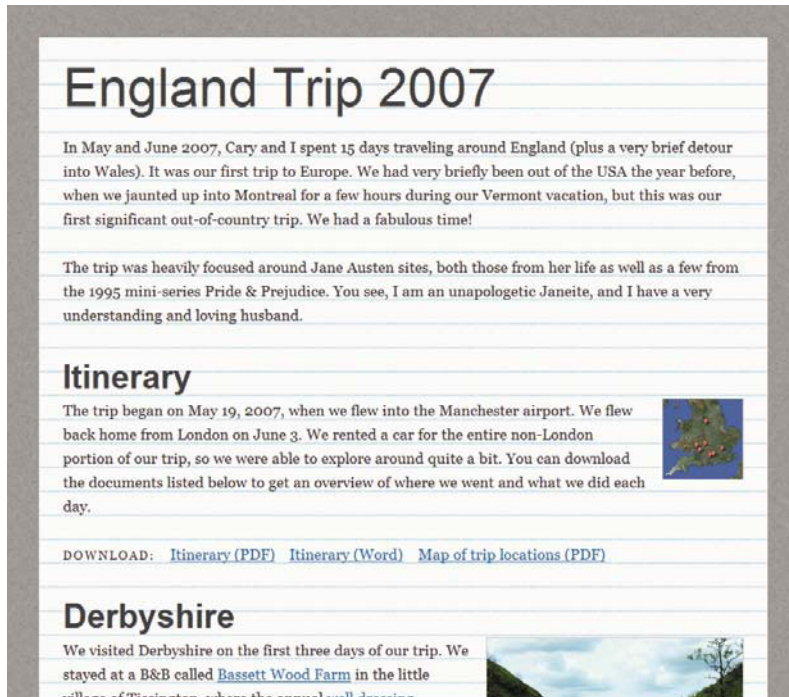 England Trip 2007
In May and June 2007, Cary and I spent 15 days traveling around England (plus a very brief detour
into Wales). It was our first trip to Europe. We had very briefly been out of the USA the year before,
when we jaunted up into Montreal for a few hours during our Vermont vacation, but this was our
first significant out-of-country trip. We had a fabulous time!
The trip was heavily focused around Jane Austen sites, both those from her life as well as a few from
the 1995 mini-series Pride & Prejudice. You see, I am an unapologetic Janeite, and I have a very
understanding and loving husband.
Itinerary
The trip began on May 19, 2007, when we flew into the Manchester airport. We flew
back home from London on June 3. We rented a car for the entire non-London
portion of our trip, so we were able to explore around quite a bit. You can download
the documents listed below to get an overview of where we went and what we did each
day.
DOWNLOAD: Itinerary (PDF) Itinerary (Word) Map of trip locations (PDF)
Derbyshire
We visited Derbyshire on the first three days of our trip. We
stayed at a B&B called Bassett Wood Farm in the little
village of Tissington, where the annual well dressing